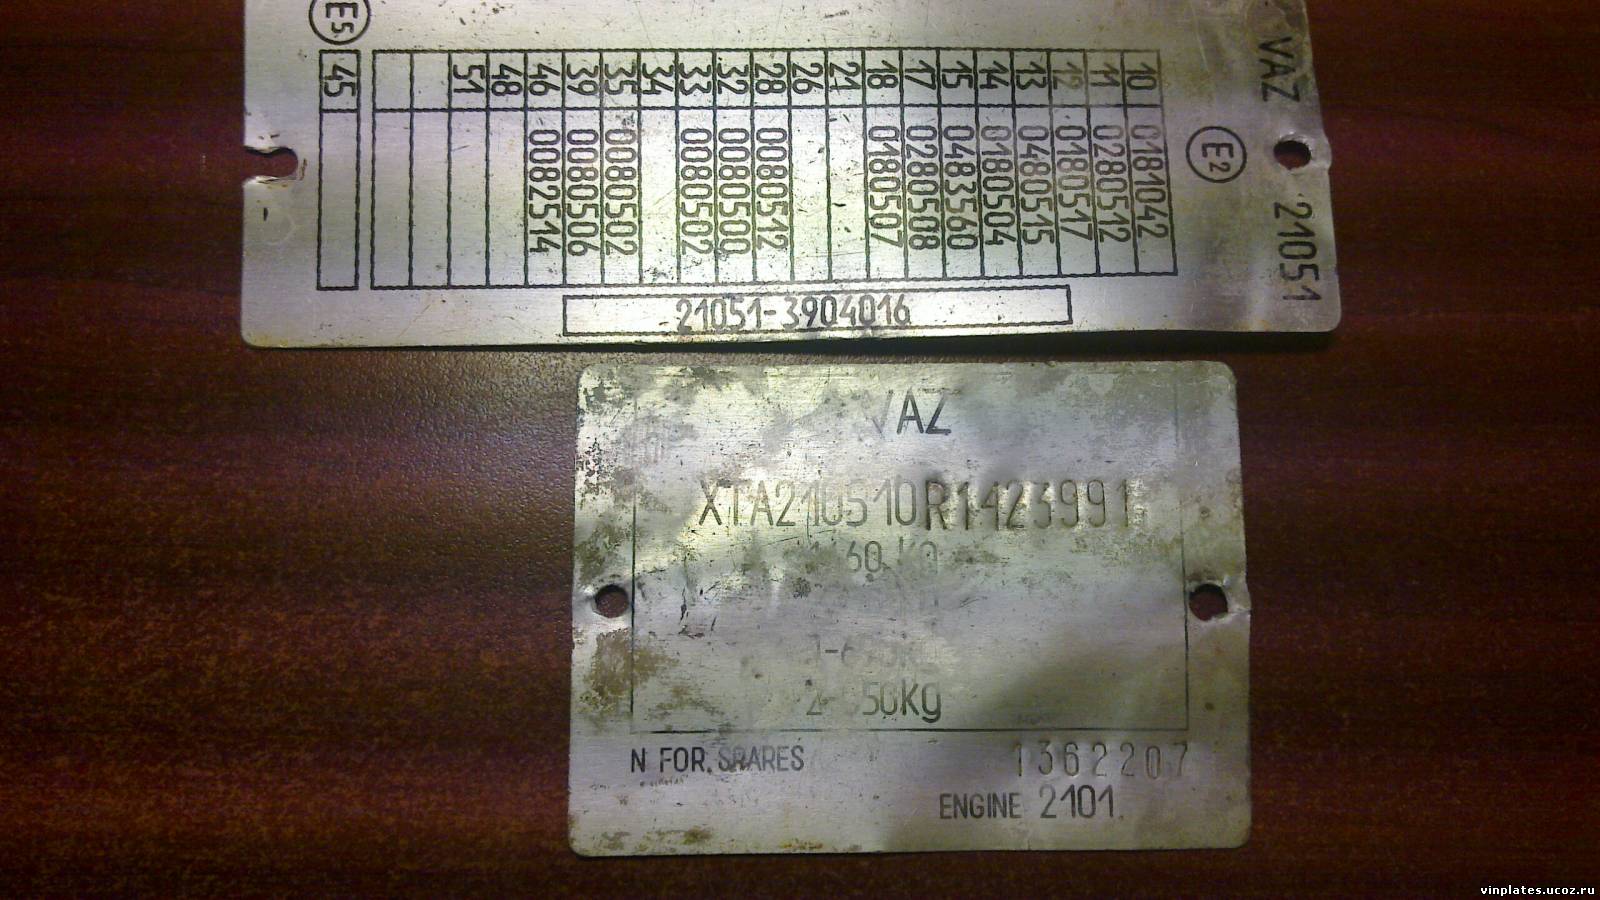 VAZ 21051
E2
10 0181042
11 0280512
12 0180517
13 0480515
14 0180504
15 0483560
17 0280508
18 0180507
21
26
28 0080512
32 0080500
33 0080502
34
35 0080502
39 0080506
46 0082514
48
51
E5
45
21051-3904016
VAZ
XTA210510R1423991
N FOR. SPARES 1362207
ENGINE 2101.
vinplates.ucoz.ru